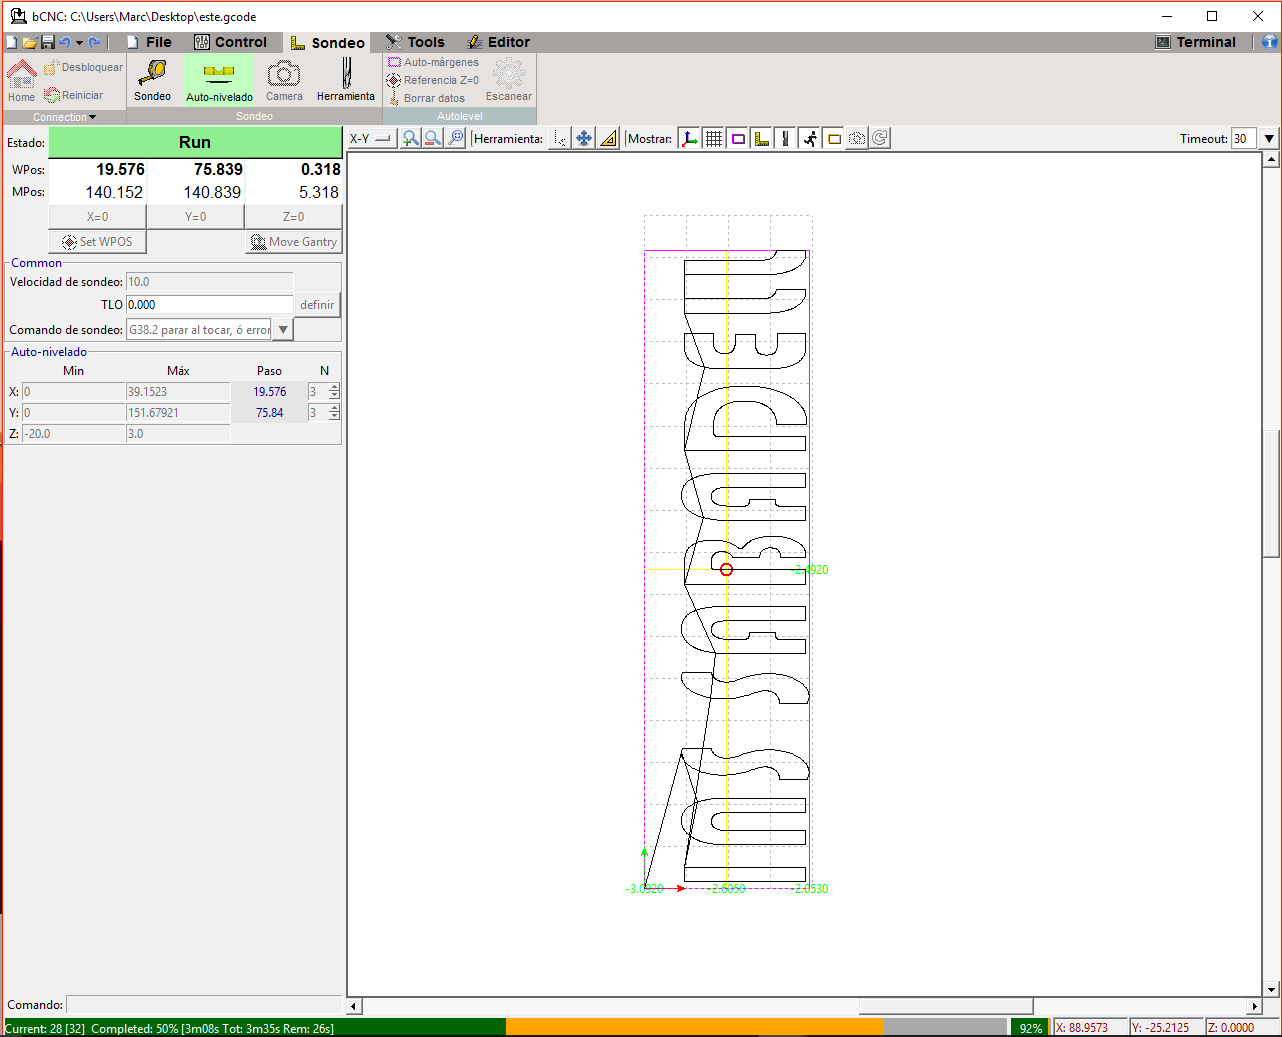 bCNC: C:\Users\Marc\Desktop\este.gcode
File Control Sondeo Tools Editor Terminal
Home Desbloquear Reiniciar Sondeo Auto-nivelado Camera Herramienta Auto-márgenes Referencia Z=0 Borrar datos Escanear
Connection Sondeo Autolevel
Estado: Run
X-Y Herramienta: Mostrar: Timeout: 30
WPos: 19.576 75.839 0.318
MPos: 140.152 140.839 5.318
X=0 Y=0 Z=0
Set WPOS Move Gantry
Common
Velocidad de sondeo: 10.0
TLO 0.000 definir
Comando de sondeo: G38.2 parar al tocar, ó error
Auto-nivelado
Min Máx Paso N
X: 0 39.1523 19.576 3
Y: 0 151.67921 75.84 3
Z: -20.0 3.0
-2.4920
-3.0920 -2.6050 -2.0530
Comando:
Current: 28 [32] Completed: 50% [3m08s Tot: 3m35s Rem: 26s] 92% X: 88.9573 Y: -25.2125 Z: 0.0000